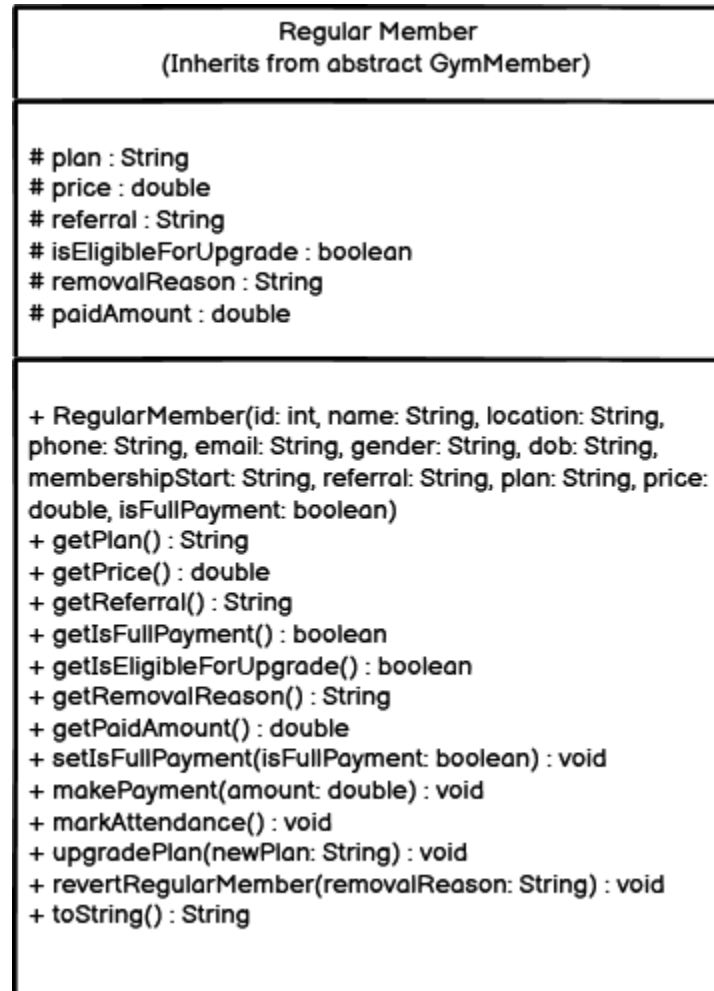 Regular Member
(Inherits from abstract GymMember)
# plan : String
# price : double
# referral : String
# isEligibleForUpgrade : boolean
# removalReason : String
# paidAmount : double
+ RegularMember(id: int, name: String, location: String,
phone: String, email: String, gender: String, dob: String,
membershipStart: String, referral: String, plan: String, price:
double, isFullPayment: boolean)
+ getPlan() : String
+ getPrice() : double
+ getReferral() : String
+ getIsFullPayment() : boolean
+ getIsEligibleForUpgrade() : boolean
+ getRemovalReason() : String
+ getPaidAmount() : double
+ setIsFullPayment(isFullPayment: boolean) : void
+ makePayment(amount: double) : void
+ markAttendance() : void
+ upgradePlan(newPlan: String) : void
+ revertRegularMember(removalReason: String) : void
+ toString() : String